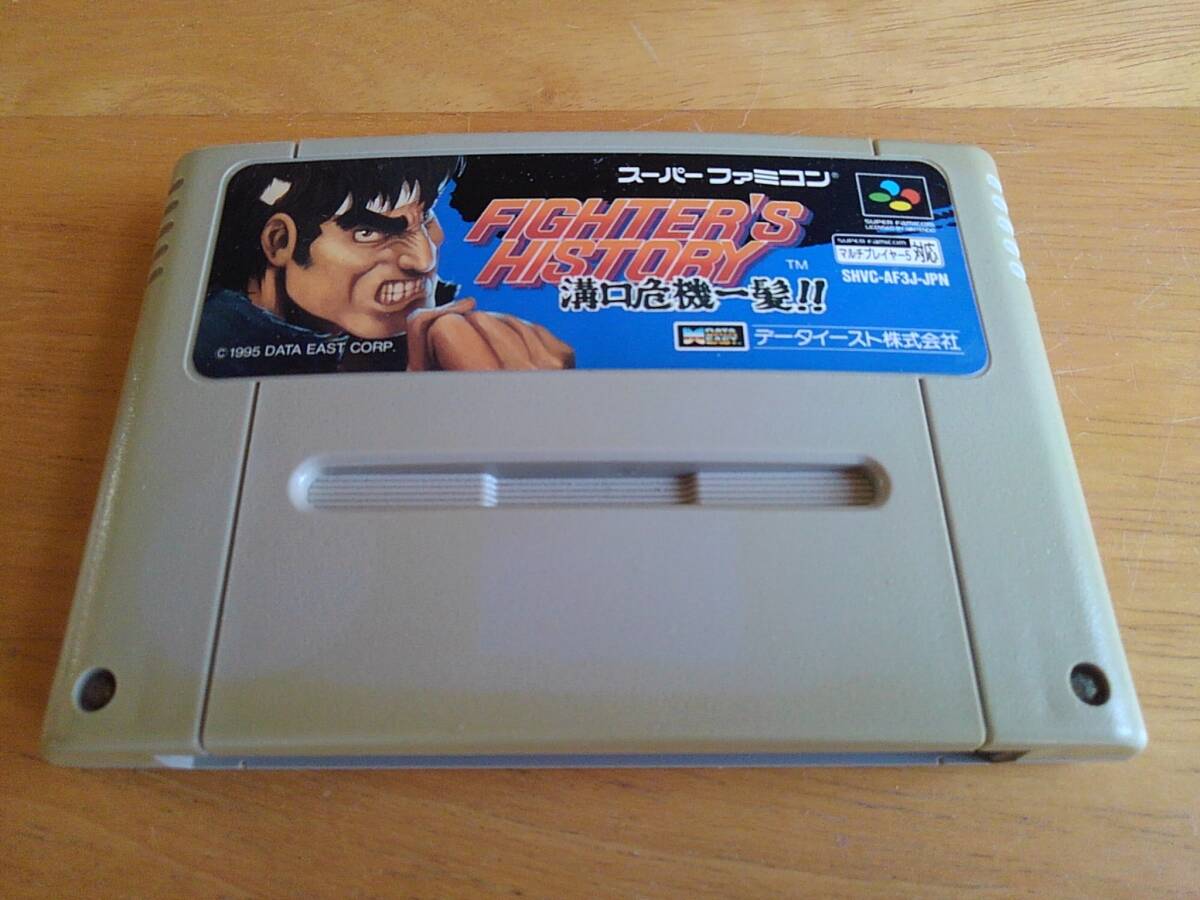 スーパーファミコン®
FIGHTER'S
HISTORY ™
溝口危機一髪!!
SUPER FAMICOM
LICENSED BY NINTENDO
SUPER FAMICOM
マルチプレイヤー5対応
SHVC-AF3J-JPN
DATA EAST
データイースト株式会社
© 1995 DATA EAST CORP.